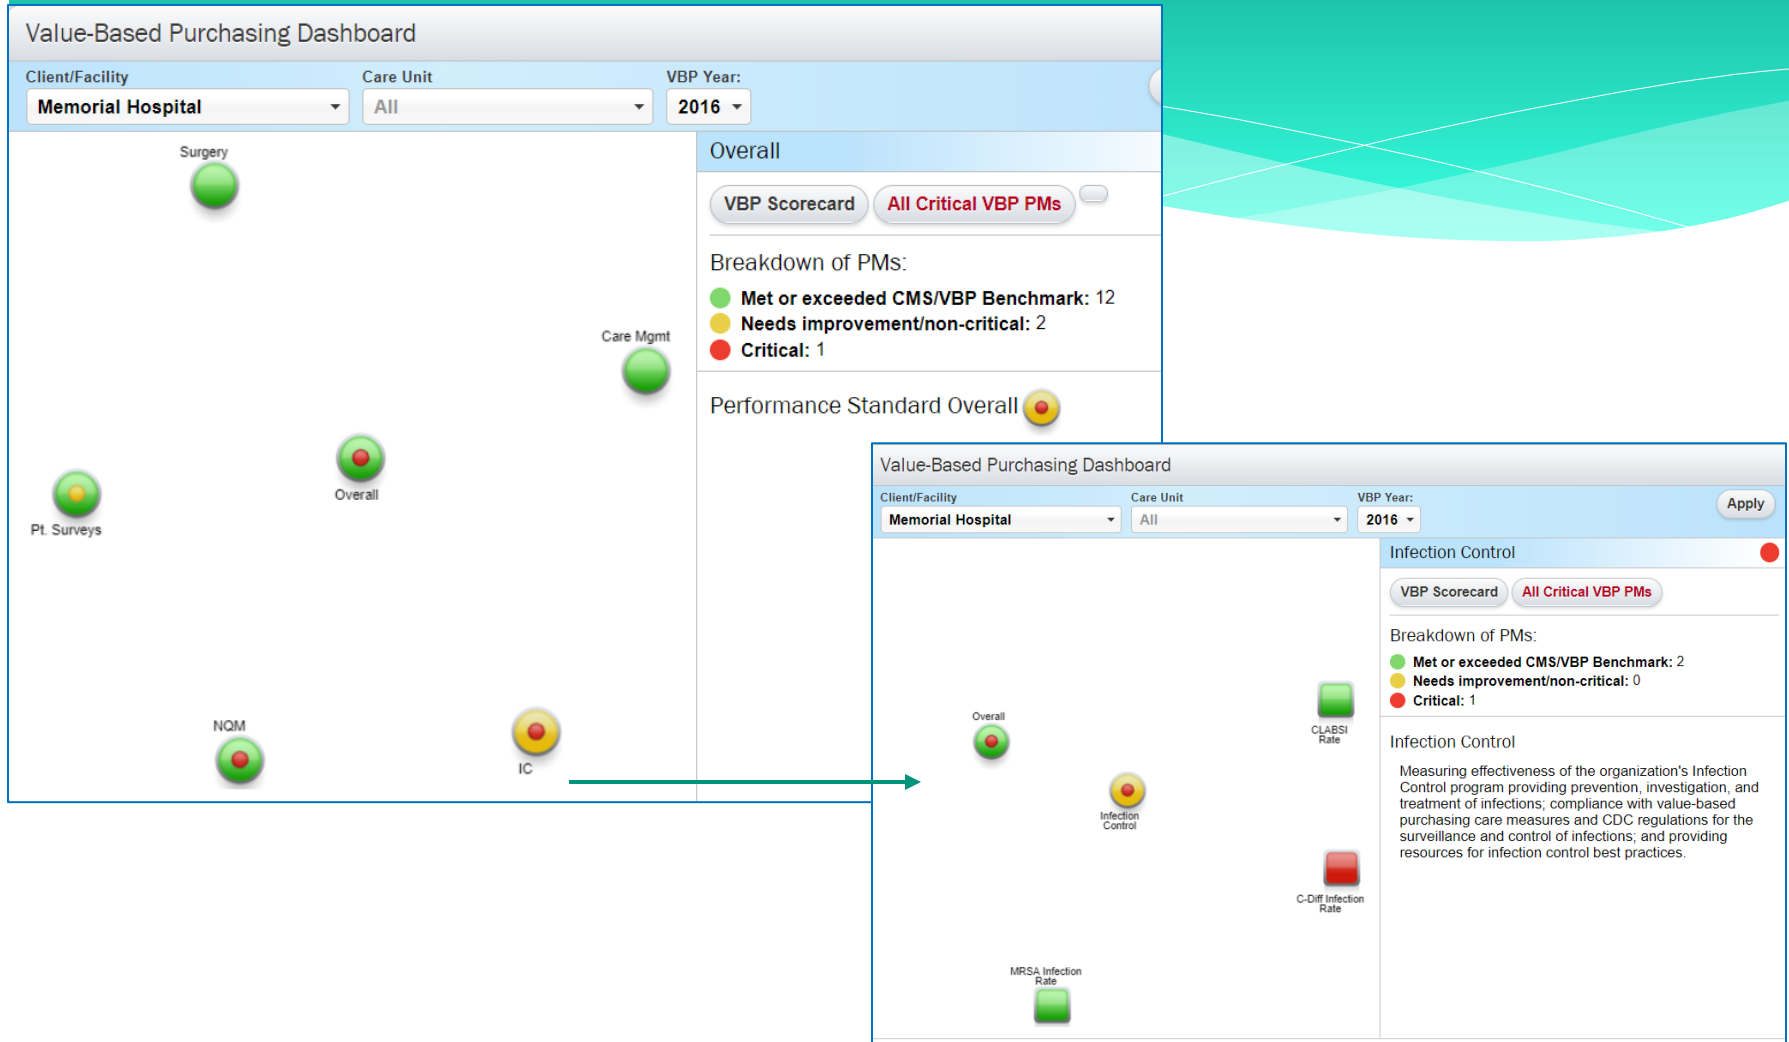 Value-Based Purchasing Dashboard
Client/Facility
Care Unit
VBP Year:
Memorial Hospital
All
2016
Surgery
Care Mgmt
Overall
Pt. Surveys
NQM
IC
Overall
VBP Scorecard
All Critical VBP PMs
Breakdown of PMs:
Met or exceeded CMS/VBP Benchmark: 12
Needs improvement/non-critical: 2
Critical: 1
Performance Standard Overall
Value-Based Purchasing Dashboard
Client/Facility
Care Unit
VBP Year:
Memorial Hospital
All
2016
Apply
Overall
Infection
Control
CLABSI
Rate
C-Diff Infection
Rate
MRSA Infection
Rate
Infection Control
VBP Scorecard
All Critical VBP PMs
Breakdown of PMs:
Met or exceeded CMS/VBP Benchmark: 2
Needs improvement/non-critical: 0
Critical: 1
Infection Control
Measuring effectiveness of the organization's Infection
Control program providing prevention, investigation, and
treatment of infections; compliance with value-based
purchasing care measures and CDC regulations for the
surveillance and control of infections; and providing
resources for infection control best practices.